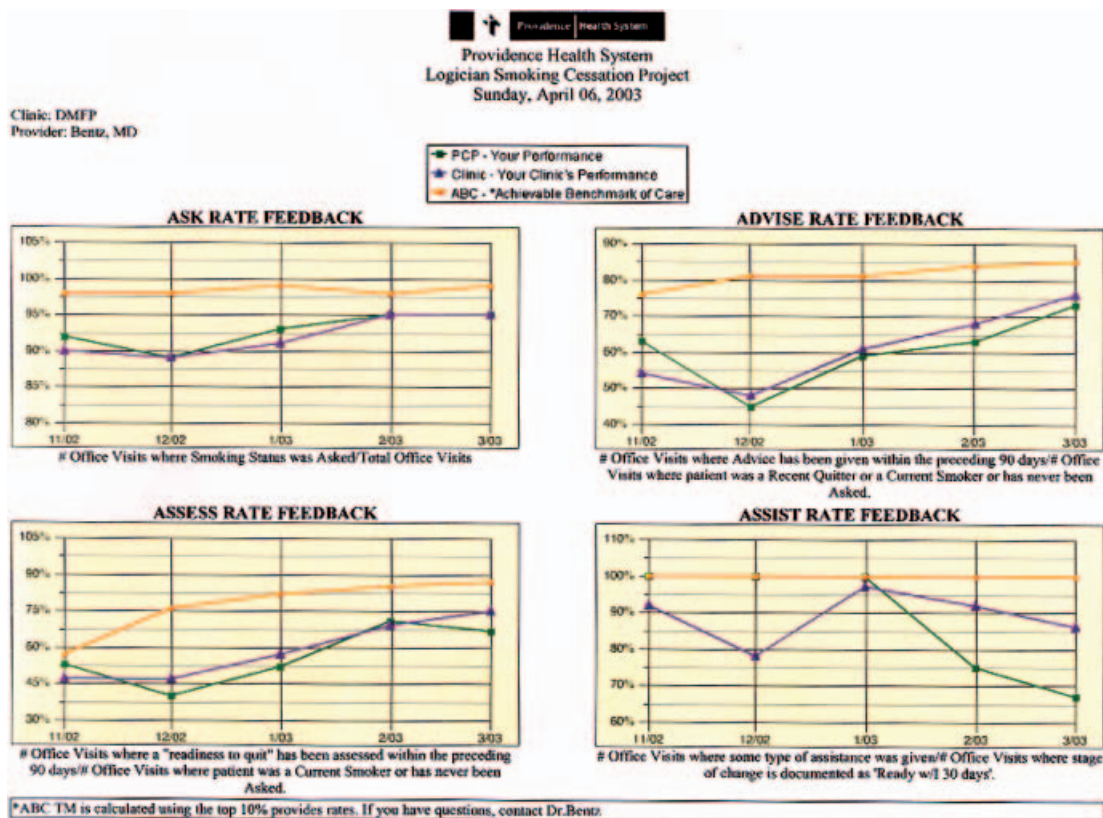 Providence Health System
Providence Health System
Logician Smoking Cessation Project
Sunday, April 06, 2003
Clinic: DMFP
Provider: Bentz, MD
PCP - Your Performance
Clinic - Your Clinic's Performance
ABC - *Achievable Benchmark of Care
ASK RATE FEEDBACK
105%
100%
95%
90%
85%
80%
11/02 12/02 1/03 2/03 3/03
# Office Visits where Smoking Status was Asked/Total Office Visits
ADVISE RATE FEEDBACK
90%
80%
70%
60%
50%
40%
11/02 12/02 1/03 2/03 3/03
# Office Visits where Advice has been given within the preceding 90 days/# Office
Visits where patient was a Recent Quitter or a Current Smoker or has never been
Asked.
ASSESS RATE FEEDBACK
105%
90%
75%
60%
45%
30%
11/02 12/02 1/03 2/03 3/03
# Office Visits where a "readiness to quit" has been assessed within the preceding
90 days/# Office Visits where patient was a Current Smoker or has never been
Asked.
ASSIST RATE FEEDBACK
110%
100%
90%
80%
70%
60%
11/02 12/02 1/03 2/03 3/03
# Office Visits where some type of assistance was given/# Office Visits where stage
of change is documented as 'Ready w/I 30 days'.
*ABC TM is calculated using the top 10% provides rates. If you have questions, contact Dr.Bentz